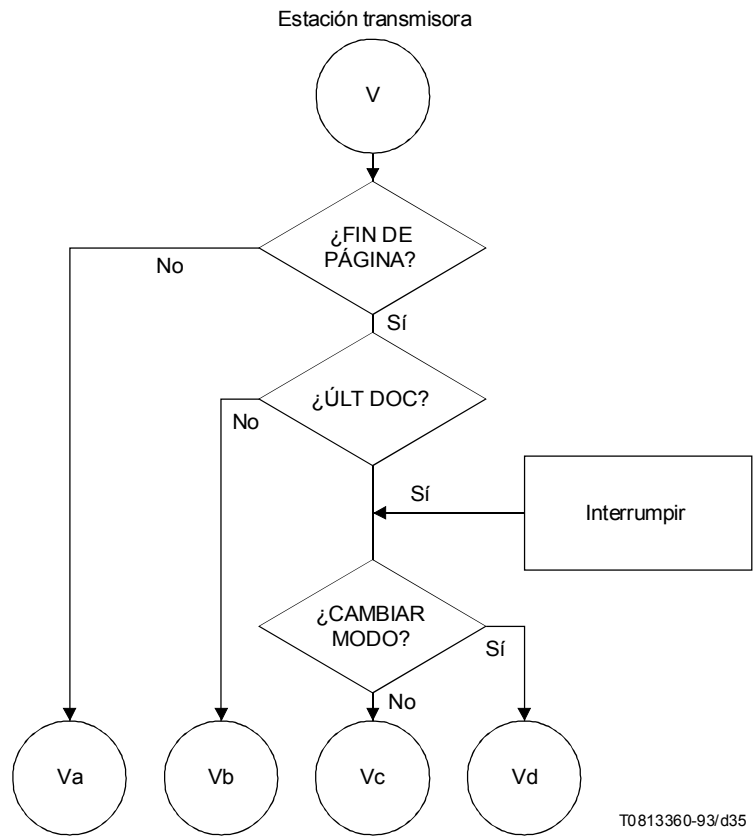 Estación transmisora
V
¿FIN DE
PÁGINA?
No
Sí
¿ÚLT DOC?
No
Sí
Interrumpir
¿CAMBIAR
MODO?
Sí
No
Va
Vb
Vc
Vd
T0813360-93/d35